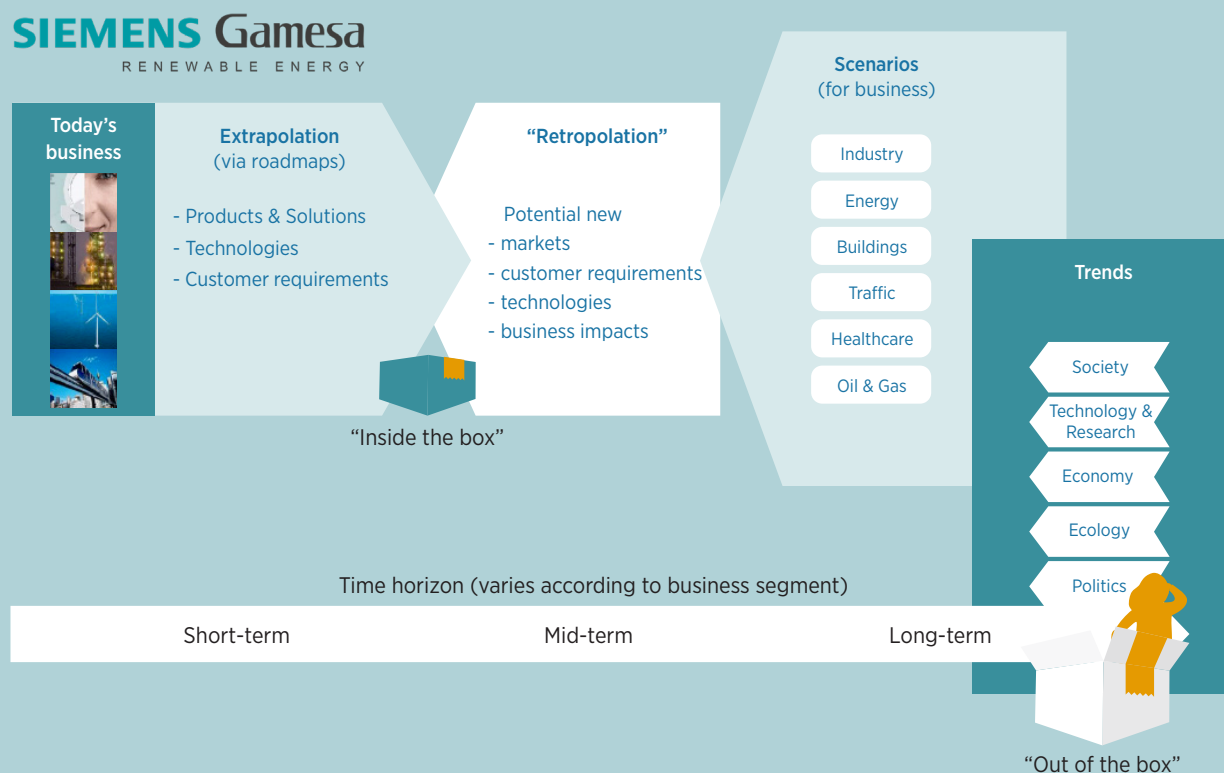 SIEMENS Gamesa
RENEWABLE ENERGY
Today's
business
Extrapolation
(via roadmaps)
- Products & Solutions
- Technologies
- Customer requirements
“Retropolation”
Potential new
- markets
- customer requirements
- technologies
- business impacts
“Inside the box”
Scenarios
(for business)
Industry
Energy
Buildings
Traffic
Healthcare
Oil & Gas
Trends
Society
Technology &
Research
Economy
Ecology
Politics
Time horizon (varies according to business segment)
Short-term
Mid-term
Long-term
“Out of the box”